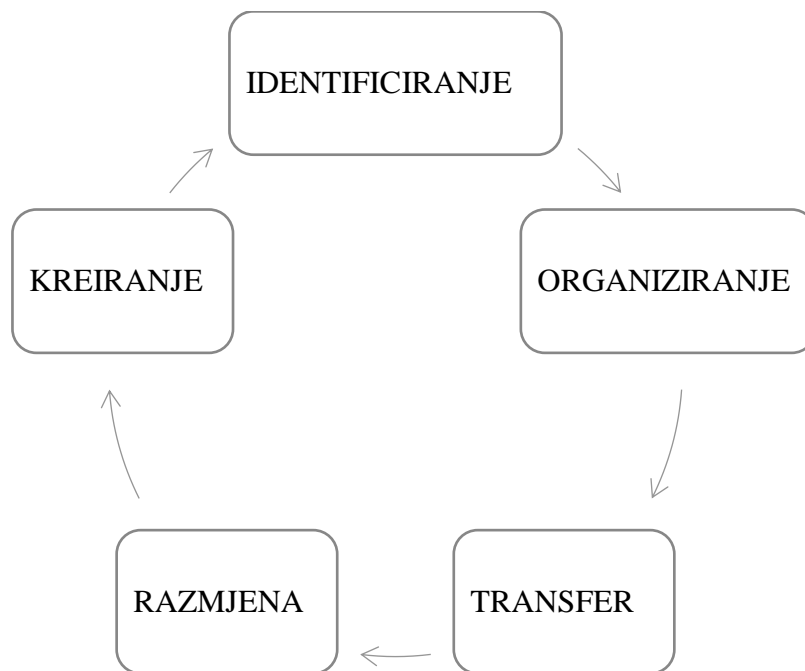 IDENTIFICIRANJE
ORGANIZIRANJE
TRANSFER
RAZMJENA
KREIRANJE